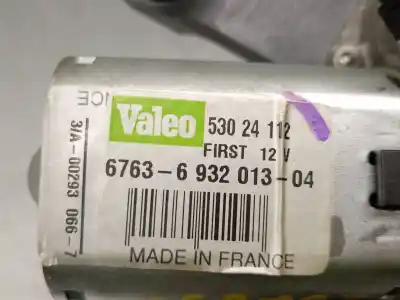 Valeo 530 24 112
FIRST 12 V
6763-6 932 013-04
MADE IN FRANCE
3/A-00293 066-7